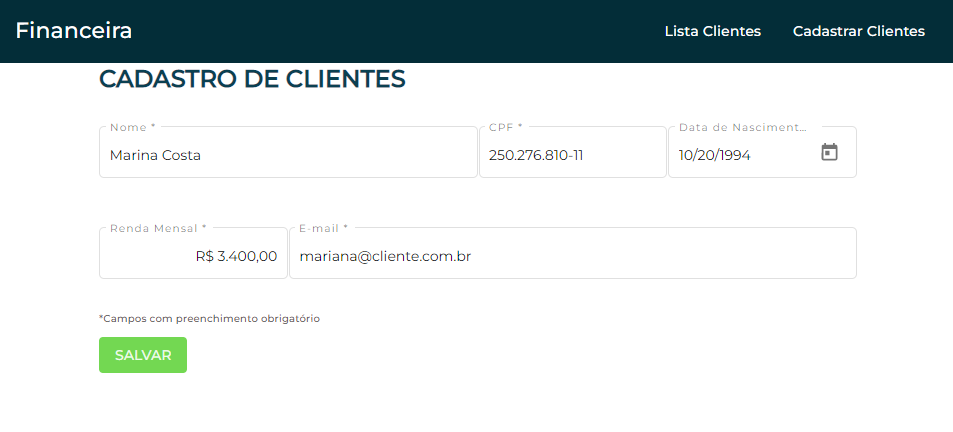 Financeira
Lista Clientes
Cadastrar Clientes
CADASTRO DE CLIENTES
Nome *
CPF *
Data de Nasciment...
Marina Costa
250.276.810-11
10/20/1994
Renda Mensal *
E-mail *
R$ 3.400,00
mariana@cliente.com.br
*Campos com preenchimento obrigatório
SALVAR